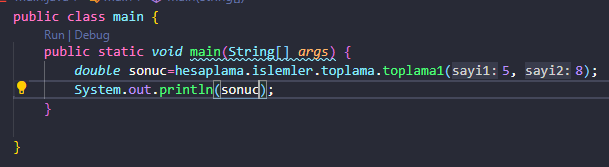 public class main {
Run | Debug
public static void main(String[] args) {
double sonuc=hesaplama.islemler.toplama.toplama1(sayi1: 5, sayi2: 8);
System.out.println(sonuc);
}
}